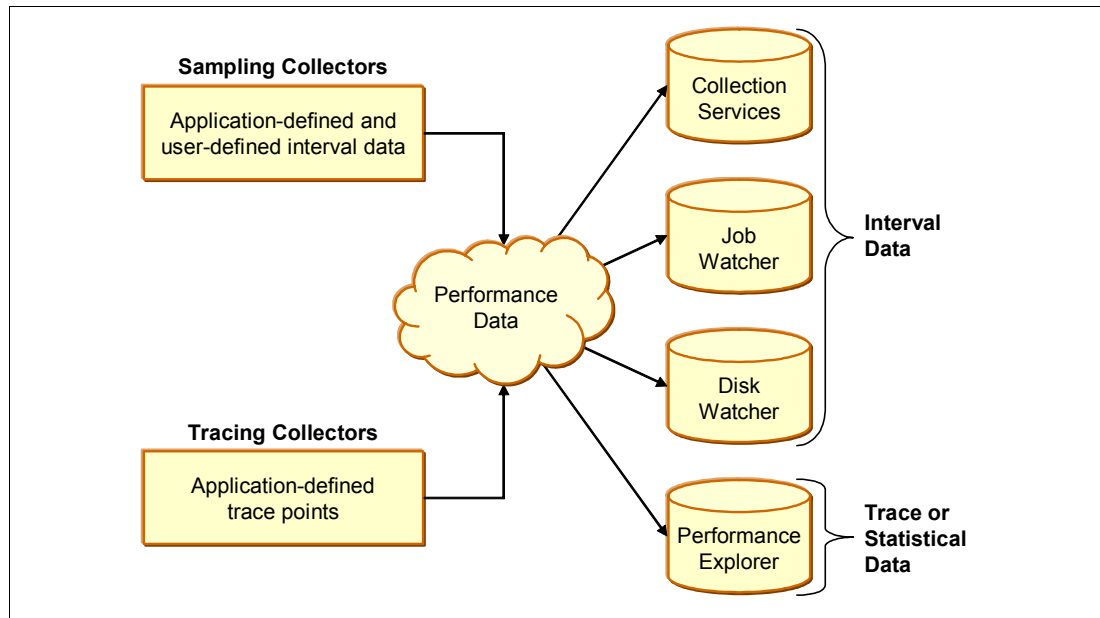 Sampling Collectors
Application-defined and
user-defined interval data
Tracing Collectors
Application-defined
trace points
Performance
Data
Collection
Services
Job
Watcher
Disk
Watcher
Performance
Explorer
Interval
Data
Trace or
Statistical
Data